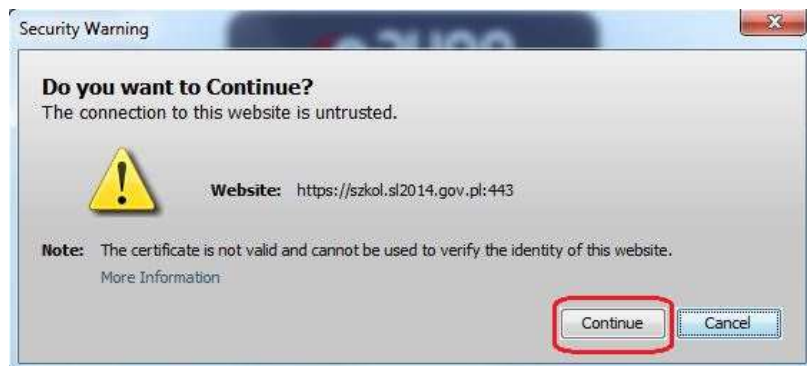 Security Warning
Do you want to Continue?
The connection to this website is untrusted.
Website: https://szkol.sl2014.gov.pl:443
Note: The certificate is not valid and cannot be used to verify the identity of this website.
More Information
Continue Cancel